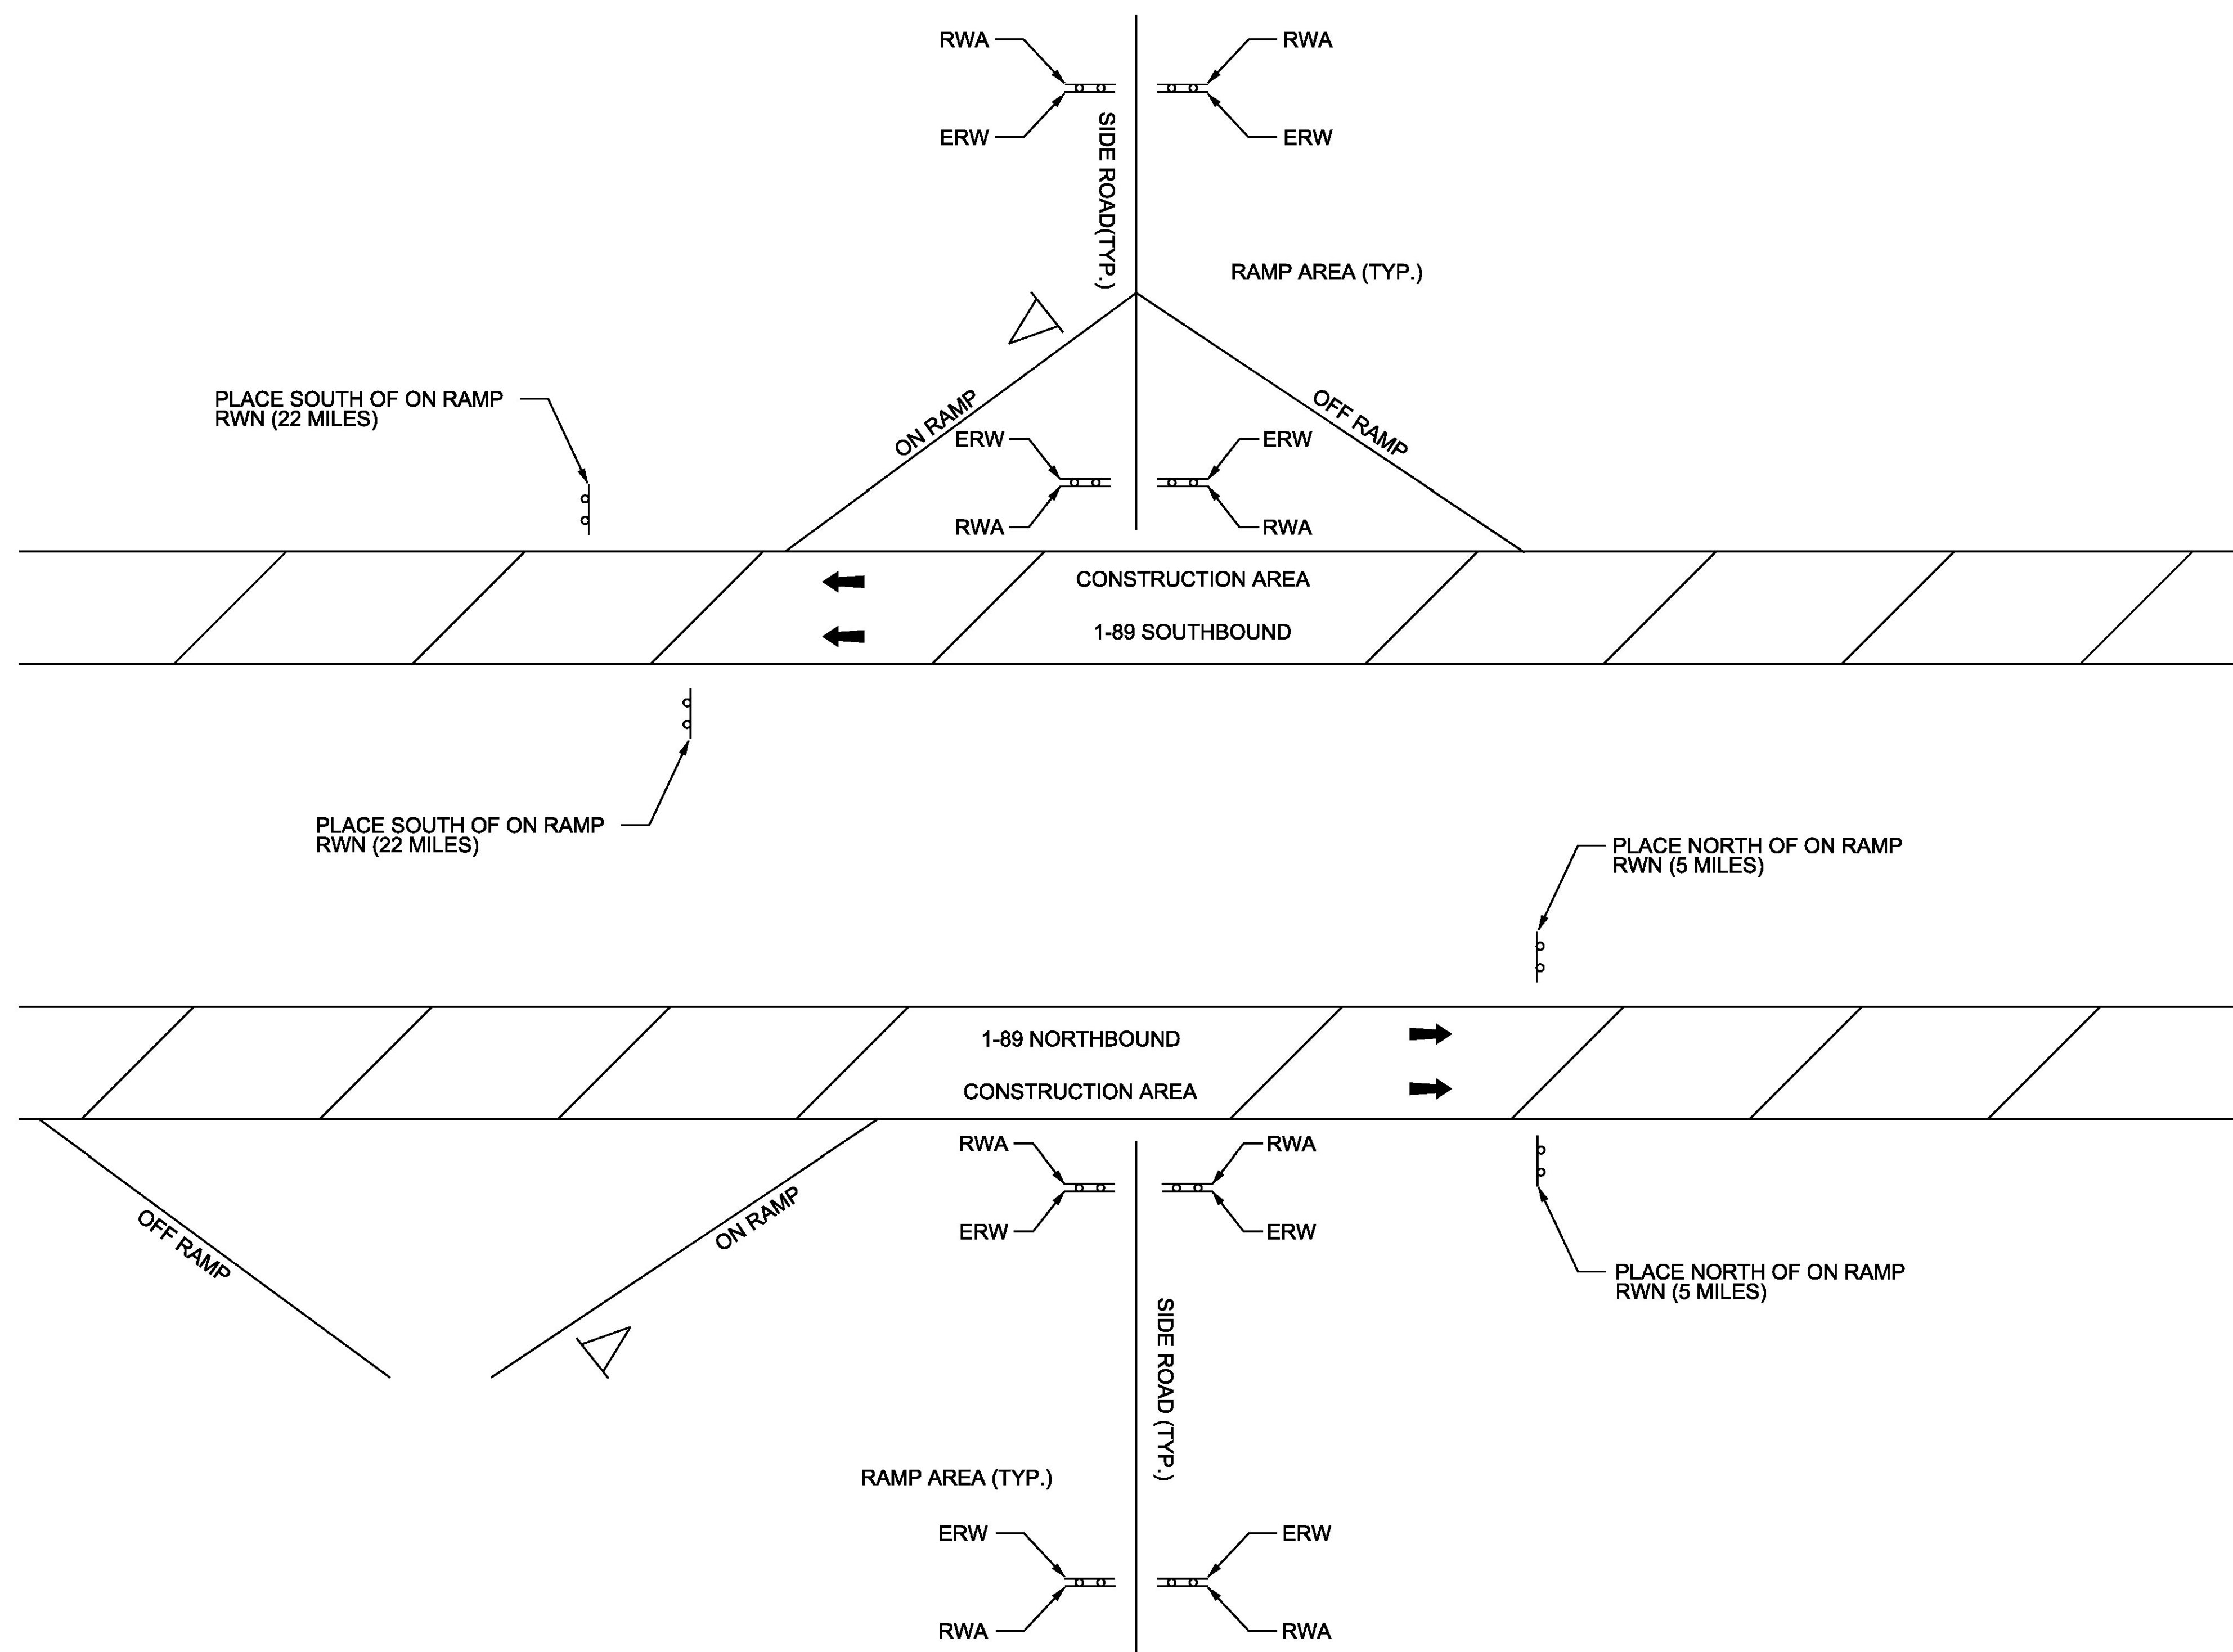 RWA
RWA
ERW
ERW
SIDE ROAD(TYP.)
RAMP AREA (TYP.)
PLACE SOUTH OF ON RAMP
RWN (22 MILES)
ON RAMP
OFF RAMP
ERW
ERW
RWA
RWA
CONSTRUCTION AREA
1-89 SOUTHBOUND
PLACE SOUTH OF ON RAMP
RWN (22 MILES)
PLACE NORTH OF ON RAMP
RWN (5 MILES)
1-89 NORTHBOUND
CONSTRUCTION AREA
RWA
RWA
OFF RAMP
ON RAMP
ERW
ERW
PLACE NORTH OF ON RAMP
RWN (5 MILES)
SIDE ROAD (TYP.)
RAMP AREA (TYP.)
ERW
ERW
RWA
RWA